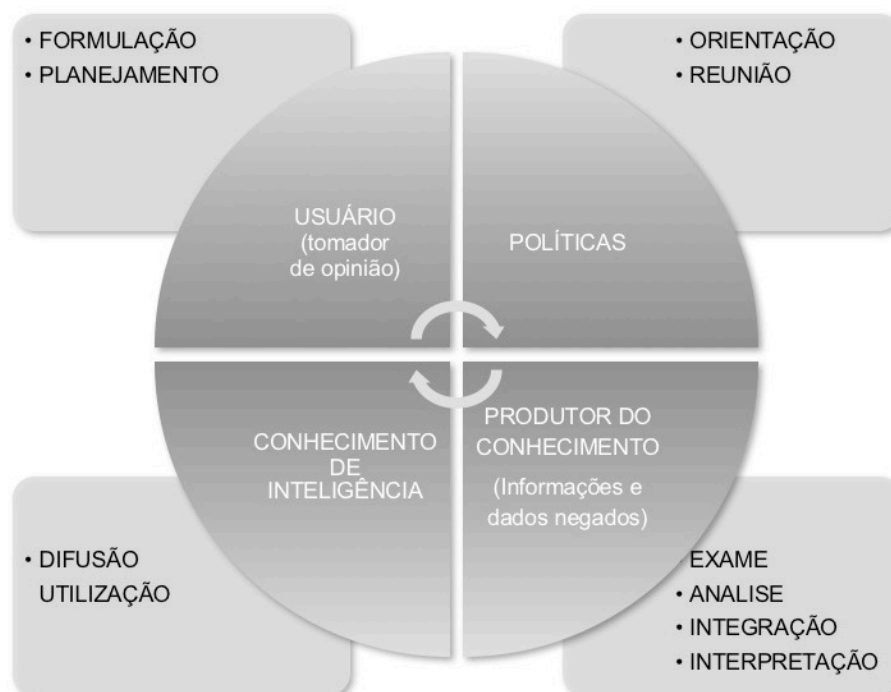 • FORMULAÇÃO
• PLANEJAMENTO
• ORIENTAÇÃO
• REUNIÃO
USUÁRIO
(tomador
de opinião)
POLÍTICAS
CONHECIMENTO
DE
INTELIGÊNCIA
PRODUTOR DO
CONHECIMENTO
(Informações e
dados negados)
• DIFUSÃO
UTILIZAÇÃO
• EXAME
• ANALISE
• INTEGRAÇÃO
• INTERPRETAÇÃO